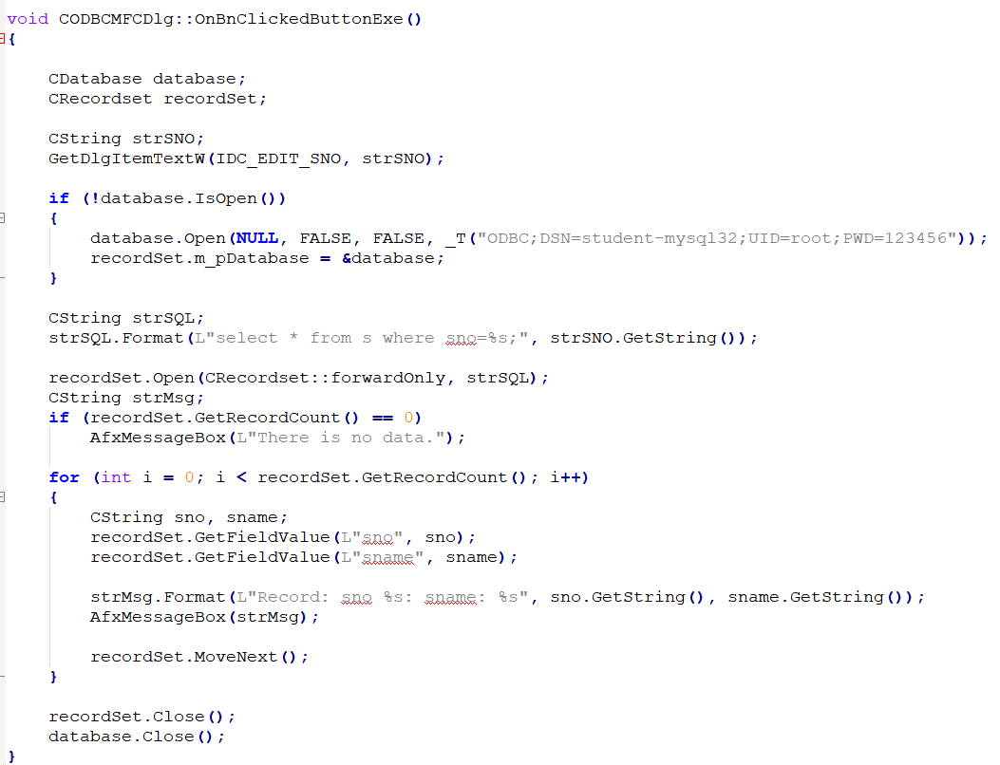 void CODBCMFCDlg::OnBnClickedButtonExe()
{
CDatabase database;
CRecordset recordSet;
CString strSNO;
GetDlgItemTextW(IDC_EDIT_SNO, strSNO);
if (!database.IsOpen())
{
database.Open(NULL, FALSE, FALSE, _T("ODBC;DSN=student-mysql32;UID=root;PWD=123456"));
recordSet.m_pDatabase = &database;
}
CString strSQL;
strSQL.Format(L"select * from s where sno=%s;", strSNO.GetString());
recordSet.Open(CRecordset::forwardOnly, strSQL);
CString strMsg;
if (recordSet.GetRecordCount() == 0)
AfxMessageBox(L"There is no data.");
for (int i = 0; i < recordSet.GetRecordCount(); i++)
{
CString sno, sname;
recordSet.GetFieldValue(L"sno", sno);
recordSet.GetFieldValue(L"sname", sname);
strMsg.Format(L"Record: sno %s: sname: %s", sno.GetString(), sname.GetString());
AfxMessageBox(strMsg);
recordSet.MoveNext();
}
recordSet.Close();
database.Close();
}